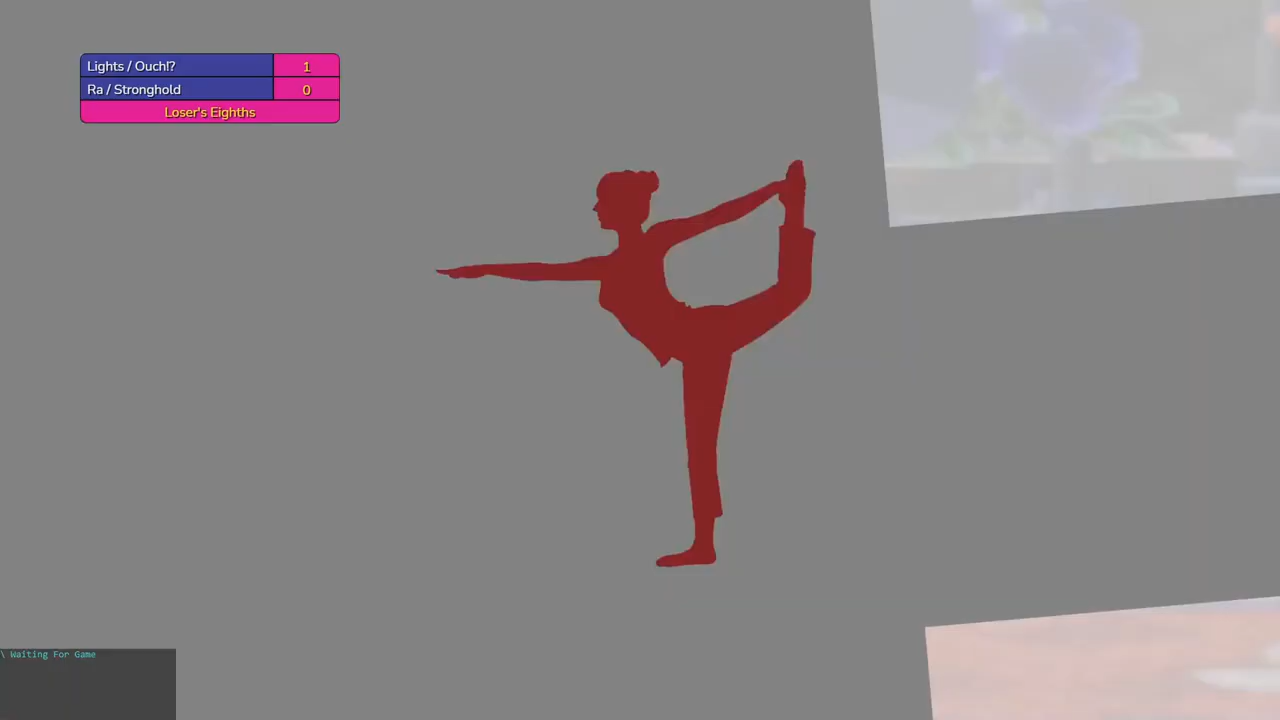 Lights / Ouch!? 1
Ra / Stronghold 0
Loser's Eighths
\ Waiting For Game